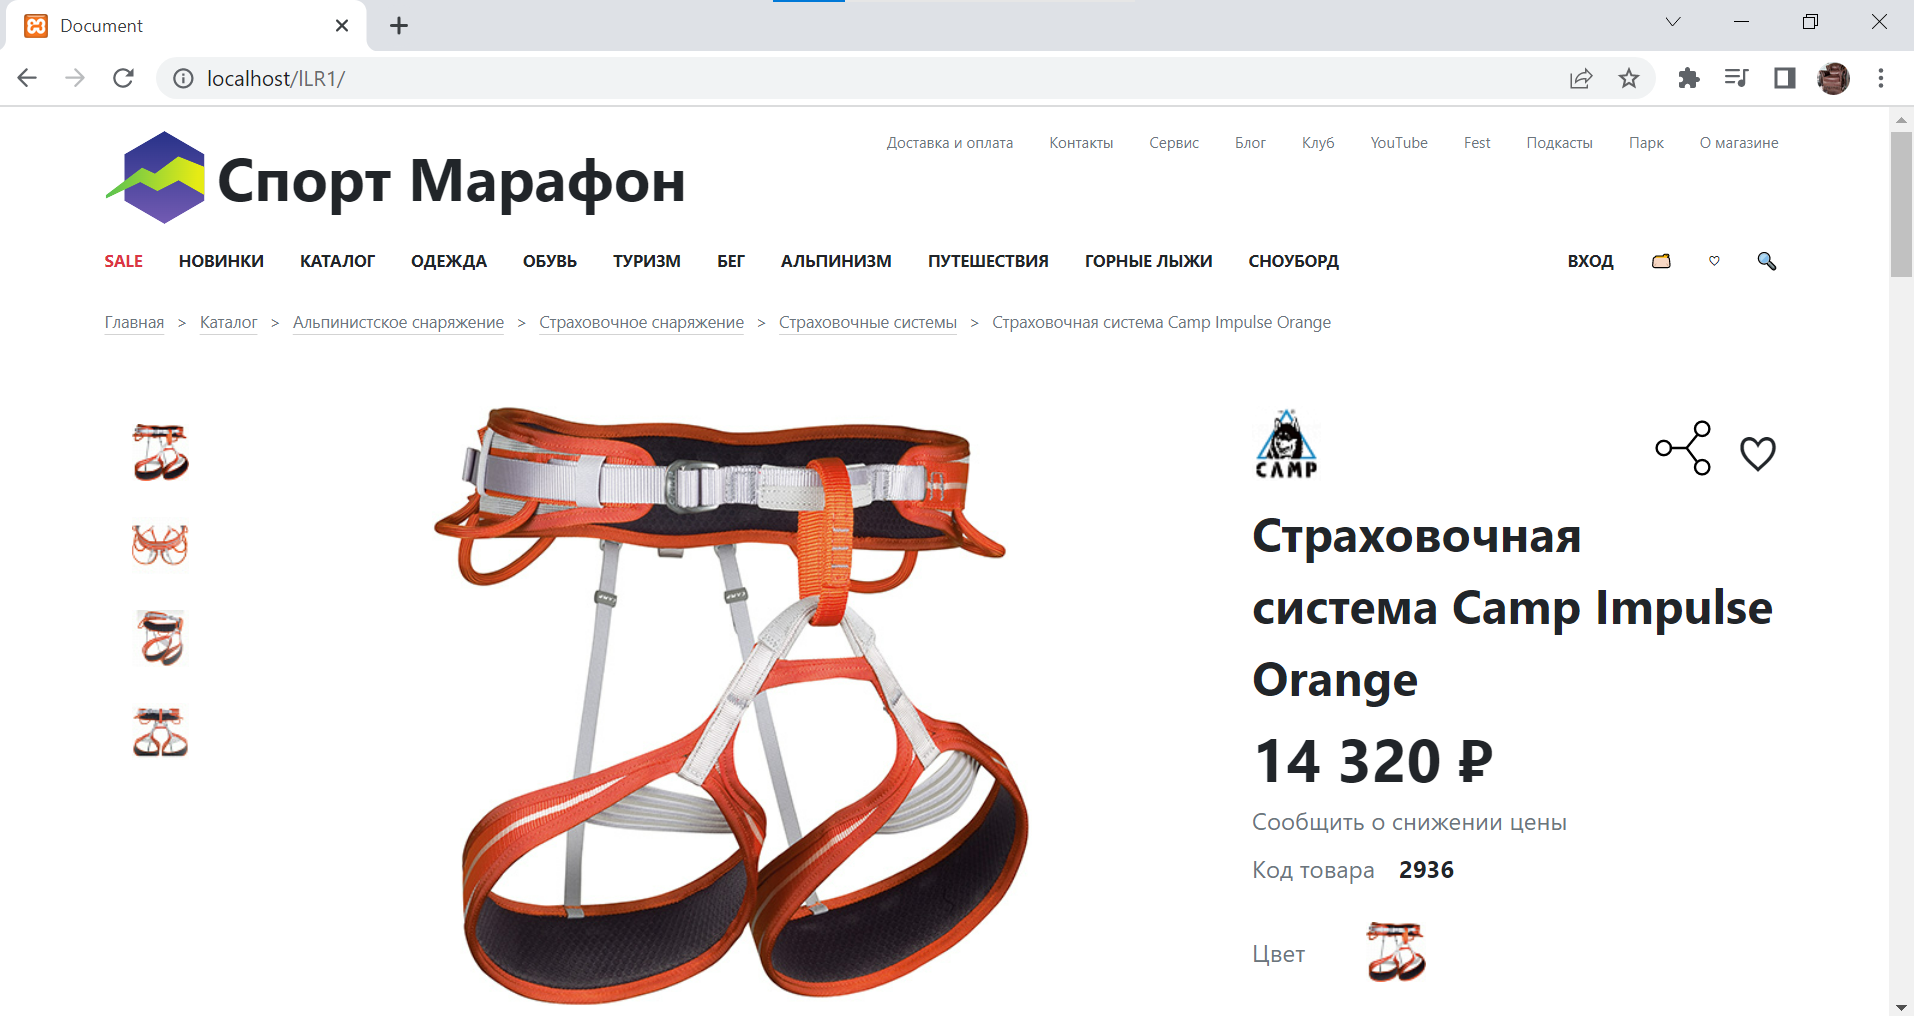 Document
localhost/lLR1/
Доставка и оплата Контакты Сервис Блог Клуб YouTube Fest Подкасты Парк О магазине
Спорт Марафон
SALE НОВИНКИ КАТАЛОГ ОДЕЖДА ОБУВЬ ТУРИЗМ БЕГ АЛЬПИНИЗМ ПУТЕШЕСТВИЯ ГОРНЫЕ ЛЫЖИ СНОУБОРД ВХОД
Главная > Каталог > Альпинистское снаряжение > Страховочное снаряжение > Страховочные системы > Страховочная система Camp Impulse Orange
CAMP
Страховочная
система Camp Impulse
Orange
14 320 ₽
Сообщить о снижении цены
Код товара 2936
Цвет